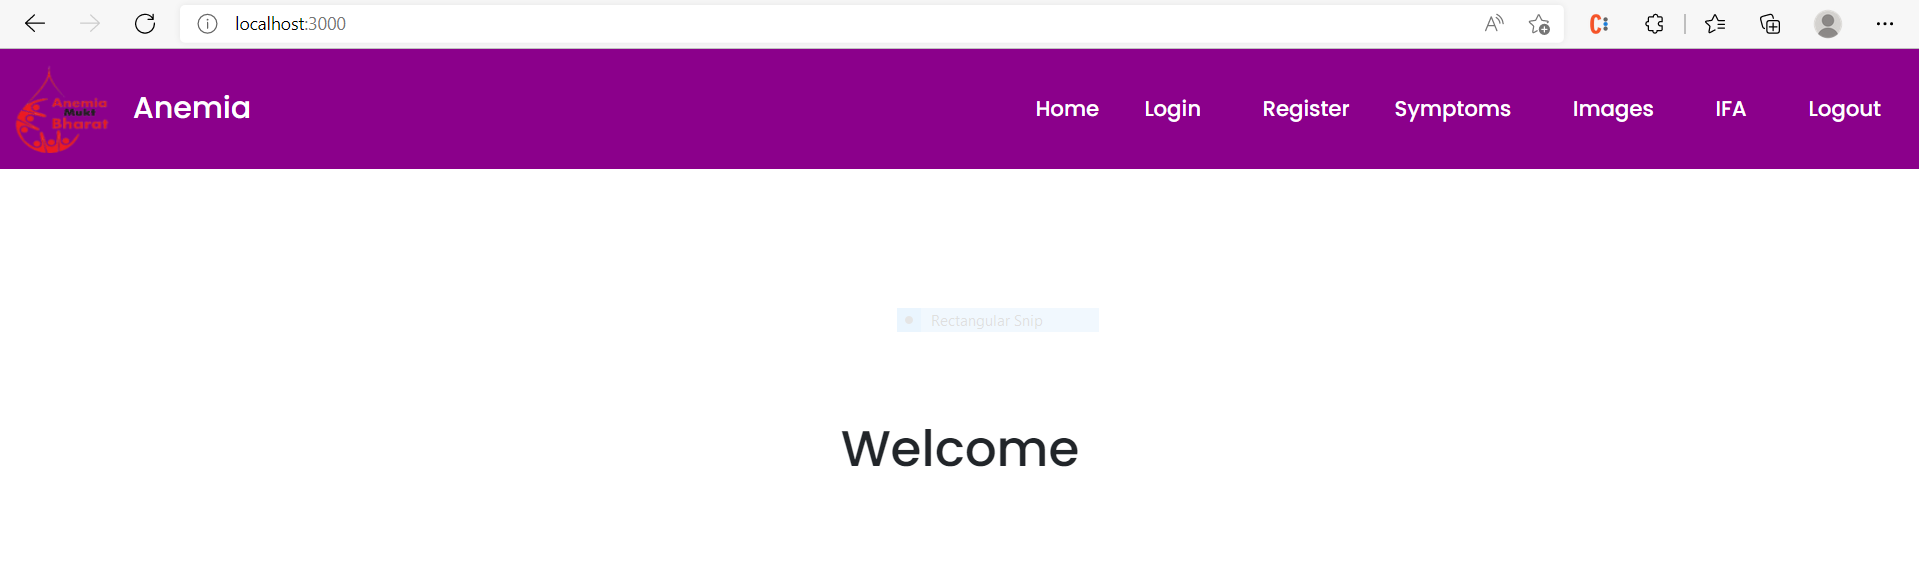 localhost:3000
Anemia
Mukt
Bharat
Anemia
Home Login Register Symptoms Images IFA Logout
Rectangular Snip
Welcome